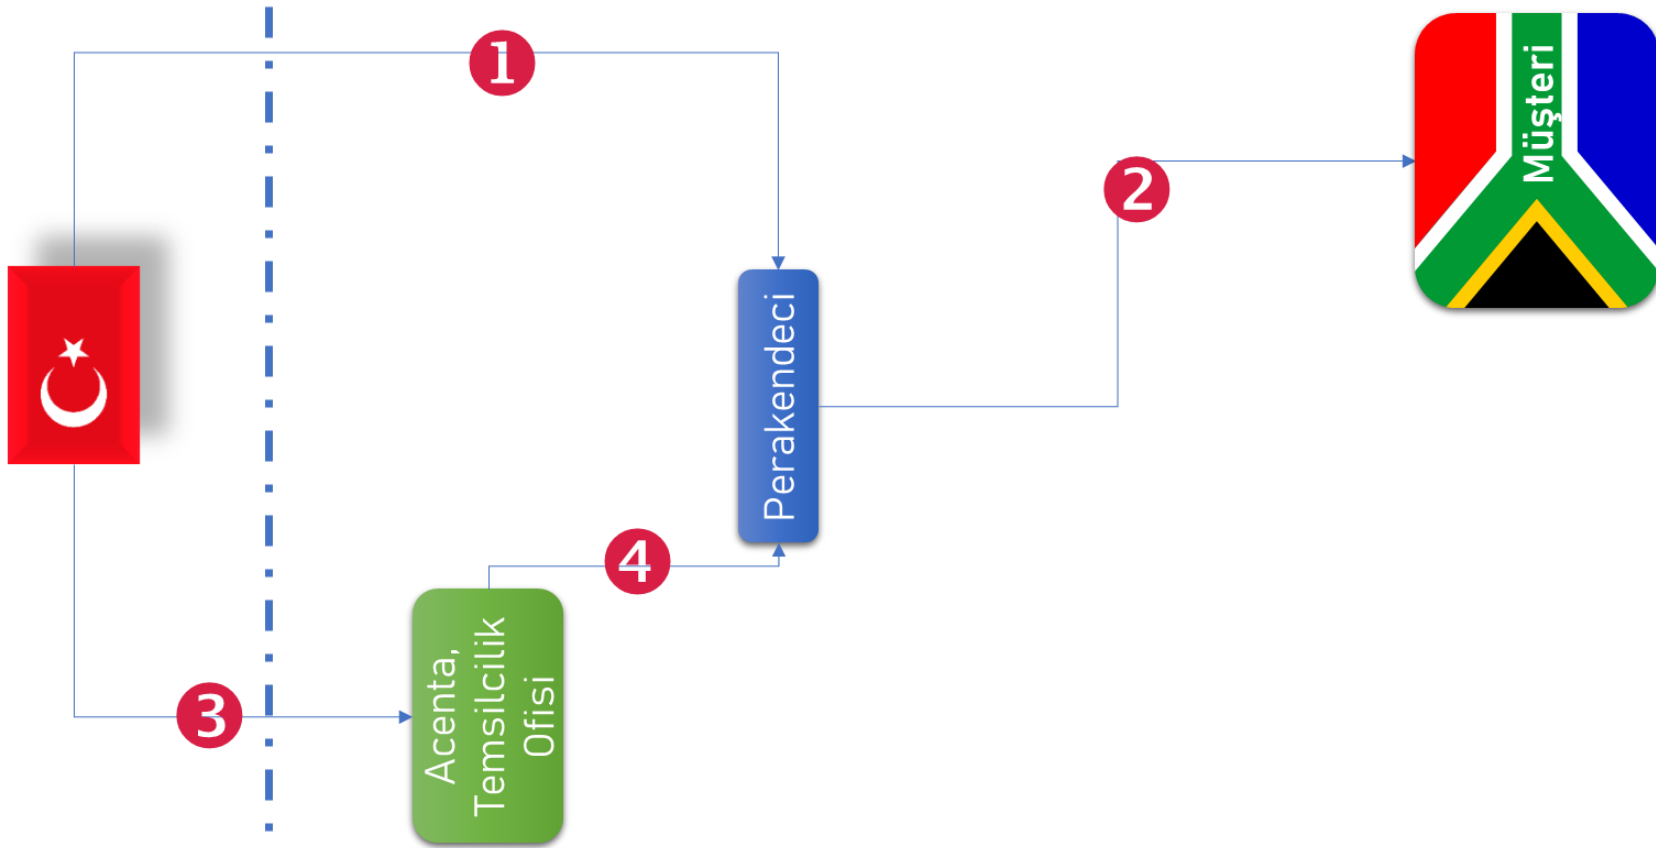 1
2
Müşteri
Perakendeci
4
3
Acenta,
Temsilcilik
Ofisi